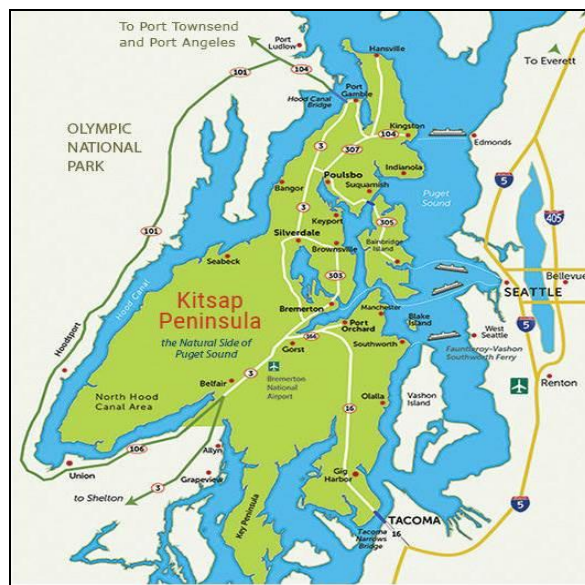 To Port Townsend
and Port Angeles
Port
Ludlow
Hansville
To Everett
101
104
Port
Gamble
Hood Canal
Bridge
OLYMPIC
NATIONAL
PARK
3
307
104
Kingston
Edmonds
Indianola
5
Poulsbo
Bangor
Suquamish
Puget
Sound
405
3
Keyport
305
101
Silverdale
Brownsville
Bainbridge
Island
Seabeck
Hood Canal
303
Bellevue
SEATTLE
Kitsap
Peninsula
the Natural Side of
Puget Sound
Bremerton
Manchester
Port
Orchard
Blake
Island
5
West
Seattle
Hoodsport
166
Gorst
Southworth
Fauntleroy-Vashon
Southworth Ferry
Belfair
3
Bremerton
National
Airport
Renton
North Hood
Canal Area
16
Olalla
Vashon
Island
106
Allyn
Union
Grapeview
Gig
Harbor
to Shelton
3
Key Peninsula
5
TACOMA
16
Tacoma
Narrows
Bridge